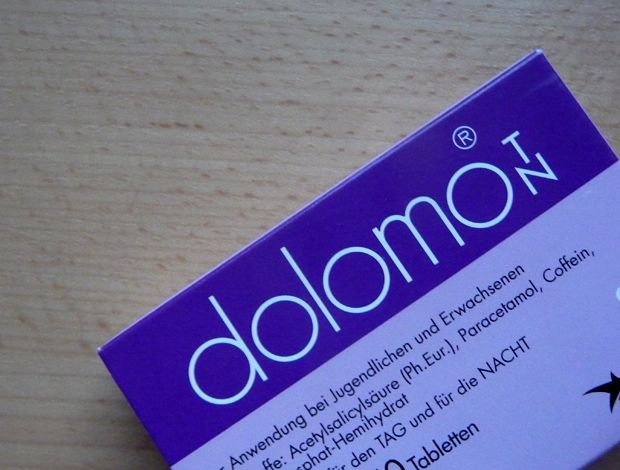 dolomo® TN
Anwendung bei Jugendlichen und Erwachsenen
Acetylsalicylsäure (Ph.Eur.), Paracetamol, Coffein,
für den TAG und für die NACHT
Tabletten